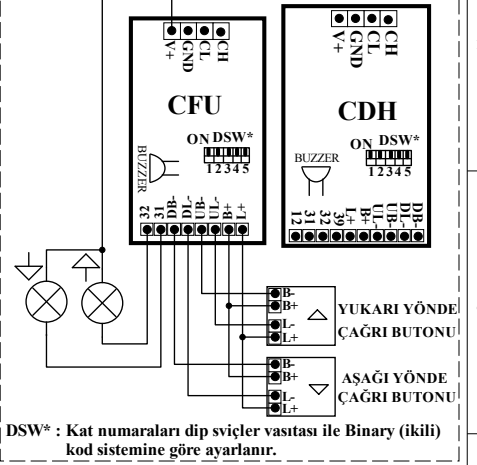 V+ GND CL CH
CFU
ON DSW*
1 2 3 4 5
BUZZER
32 31 DB- DL- UB- UL- B+ L+
V+ GND CL CH
CDH
ON DSW*
1 2 3 4 5
BUZZER
12 31 32 39 L+ B+ UL- UB- DL- DB-
B-
B+
L-
L+
YUKARI YÖNDE
ÇAĞRI BUTONU
B-
B+
L-
L+
AŞAĞI YÖNDE
ÇAĞRI BUTONU
DSW* : Kat numaraları dip sviçler vasıtası ile Binary (ikili)
kod sistemine göre ayarlanır.